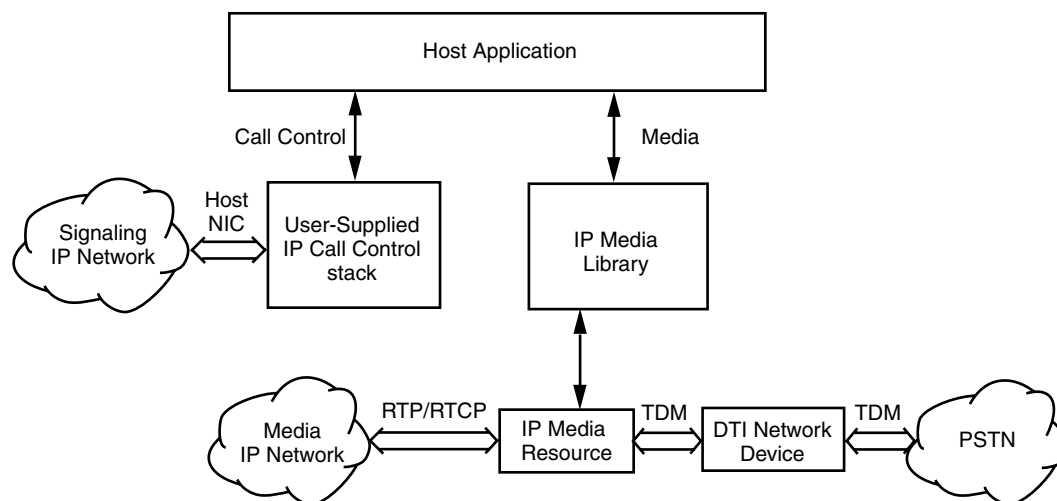 Host Application
Call Control
Media
Host
NIC
Signaling
IP Network
User-Supplied
IP Call Control
stack
IP Media
Library
RTP/RTCP
TDM
TDM
Media
IP Network
IP Media
Resource
DTI Network
Device
PSTN